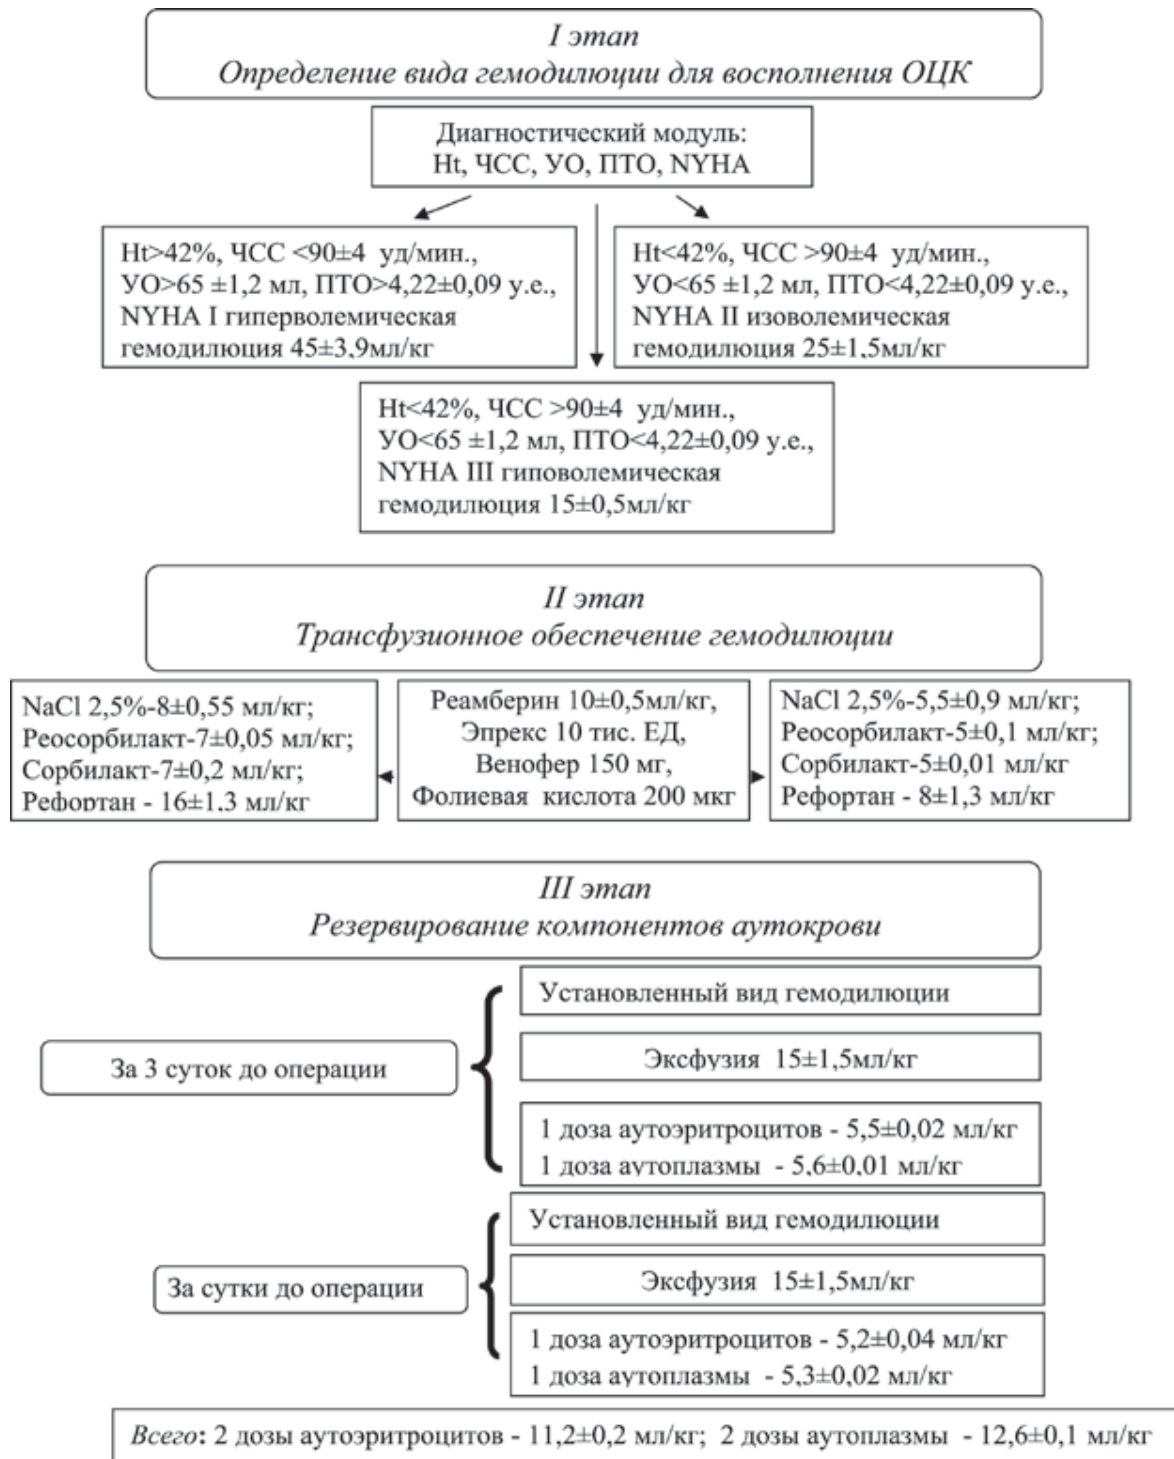 I этап
Определение вида гемодилюции для восполнения ОЦК
Диагностический модуль:
Ht, ЧСС, УО, ПТО, NYHA
Ht>42%, ЧСС <90±4 уд/мин.,
УО>65 ±1,2 мл, ПТО>4,22±0,09 у.е.,
NYHA I гиперволемическая
гемодилюция 45±3,9мл/кг
Ht<42%, ЧСС >90±4 уд/мин.,
УО<65 ±1,2 мл, ПТО<4,22±0,09 у.е.,
NYHA II изоволемическая
гемодилюция 25±1,5мл/кг
Ht<42%, ЧСС >90±4 уд/мин.,
УО<65 ±1,2 мл, ПТО<4,22±0,09 у.е.,
NYHA III гиповолемическая
гемодилюция 15±0,5мл/кг
II этап
Трансфузионное обеспечение гемодилюции
NaCl 2,5%-8±0,55 мл/кг;
Реосорбилакт-7±0,05 мл/кг;
Сорбилакт-7±0,2 мл/кг;
Рефортан - 16±1,3 мл/кг
Реамберин 10±0,5мл/кг,
Эпрекс 10 тис. ЕД,
Венофер 150 мг,
Фолиевая кислота 200 мкг
NaCl 2,5%-5,5±0,9 мл/кг;
Реосорбилакт-5±0,1 мл/кг;
Сорбилакт-5±0,01 мл/кг
Рефортан - 8±1,3 мл/кг
III этап
Резервирование компонентов аутокрови
За 3 суток до операции
Установленный вид гемодилюции
Эксфузия 15±1,5мл/кг
1 доза аутоэритроцитов - 5,5±0,02 мл/кг
1 доза аутоплазмы - 5,6±0,01 мл/кг
За сутки до операции
Установленный вид гемодилюции
Эксфузия 15±1,5мл/кг
1 доза аутоэритроцитов - 5,2±0,04 мл/кг
1 доза аутоплазмы - 5,3±0,02 мл/кг
Всего: 2 дозы аутоэритроцитов - 11,2±0,2 мл/кг; 2 дозы аутоплазмы - 12,6±0,1 мл/кг